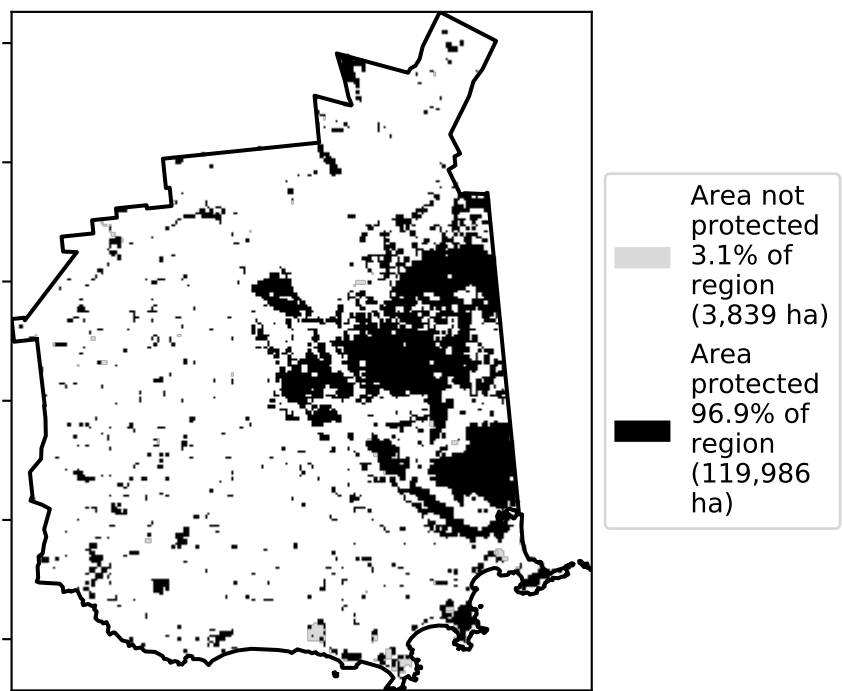 Area not
protected
3.1% of
region
(3,839 ha)
Area
protected
96.9% of
region
(119,986
ha)